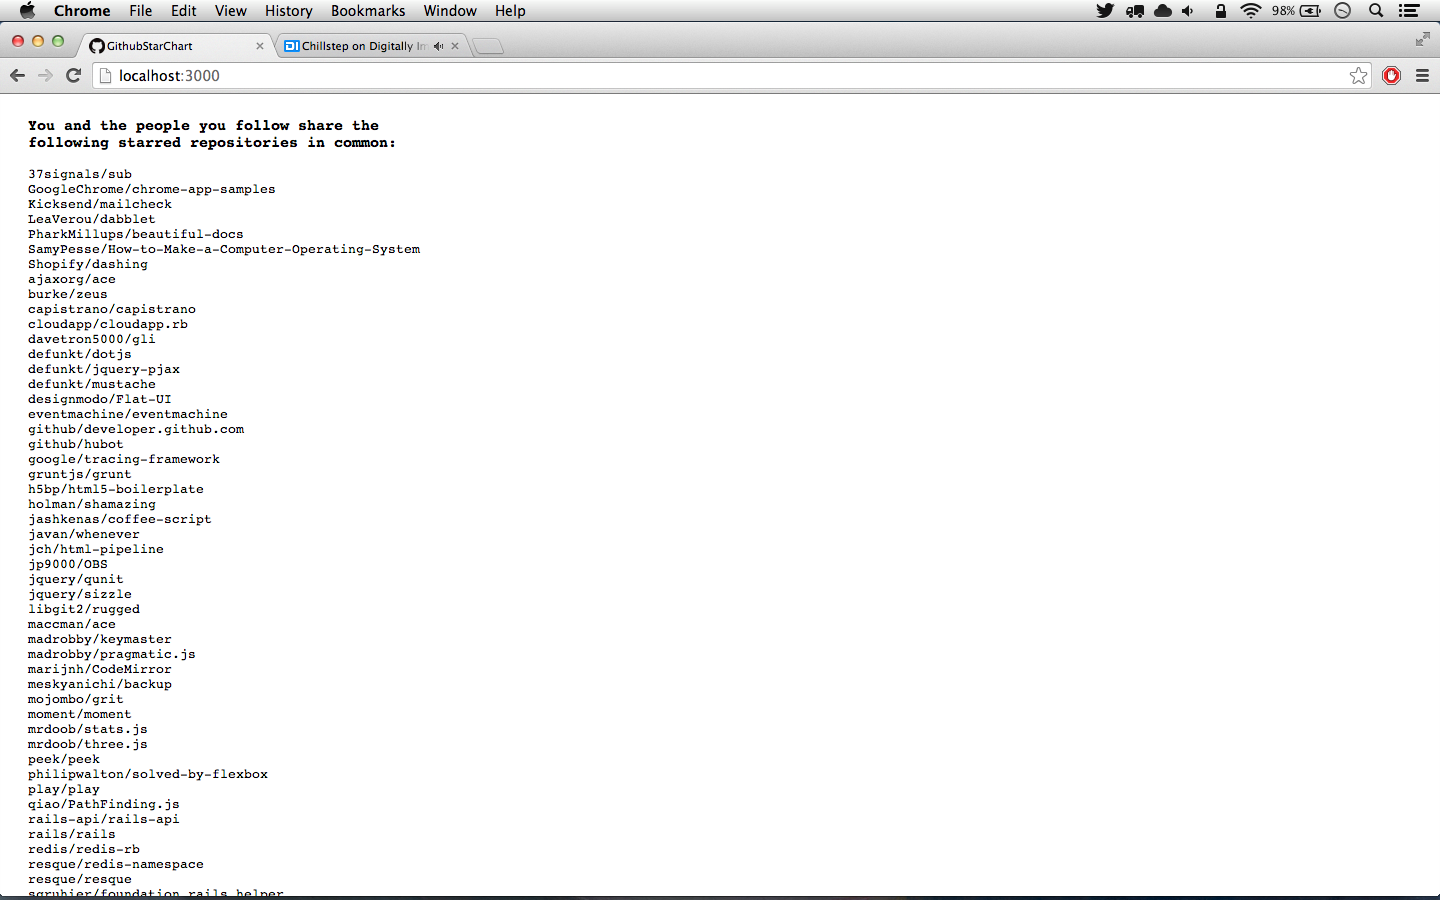 Chrome File Edit View History Bookmarks Window Help 98%
GithubStarChart Chillstep on Digitally Im
localhost:3000
You and the people you follow share the
following starred repositories in common:
37signals/sub
GoogleChrome/chrome-app-samples
Kicksend/mailcheck
LeaVerou/dabblet
PharkMillups/beautiful-docs
SamyPesse/How-to-Make-a-Computer-Operating-System
Shopify/dashing
ajaxorg/ace
burke/zeus
capistrano/capistrano
cloudapp/cloudapp.rb
davetron5000/gli
defunkt/dotjs
defunkt/jquery-pjax
defunkt/mustache
designmodo/Flat-UI
eventmachine/eventmachine
github/developer.github.com
github/hubot
google/tracing-framework
gruntjs/grunt
h5bp/html5-boilerplate
holman/shamazing
jashkenas/coffee-script
javan/whenever
jch/html-pipeline
jp9000/OBS
jquery/qunit
jquery/sizzle
libgit2/rugged
maccman/ace
madrobby/keymaster
madrobby/pragmatic.js
marijnh/CodeMirror
meskyanichi/backup
mojombo/grit
moment/moment
mrdoob/stats.js
mrdoob/three.js
peek/peek
philipwalton/solved-by-flexbox
play/play
qiao/PathFinding.js
rails-api/rails-api
rails/rails
redis/redis-rb
resque/redis-namespace
resque/resque
sgruhier/foundation_rails_helper